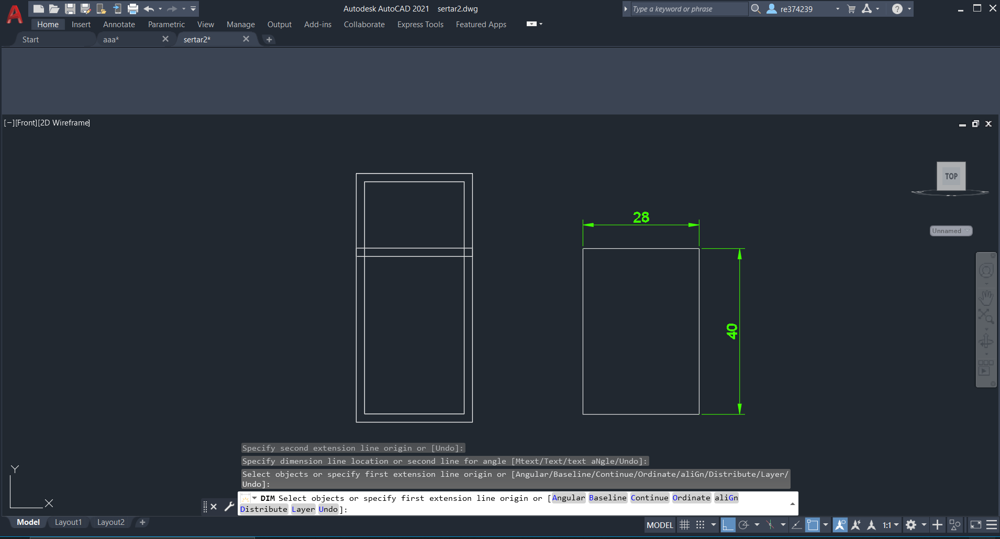 Autodesk AutoCAD 2021 sertar2.dwg
Type a keyword or phrase
re374239
Home Insert Annotate Parametric View Manage Output Add-ins Collaborate Express Tools Featured Apps
Start aaa* sertar2*
[−][Front][2D Wireframe]
TOP
28
Unnamed
40
Specify second extension line origin or [Undo]:
Specify dimension line location or second line for angle [Mtext/Text/text aNgle/Undo]:
Select objects or specify first extension line origin or [Angular/Baseline/Continue/Ordinate/aliGn/Distribute/Layer/
Undo]:
Y
X
DIM Select objects or specify first extension line origin or [Angular Baseline Continue Ordinate aliGn
Distribute Layer Undo]:
Model Layout1 Layout2
MODEL 1:1